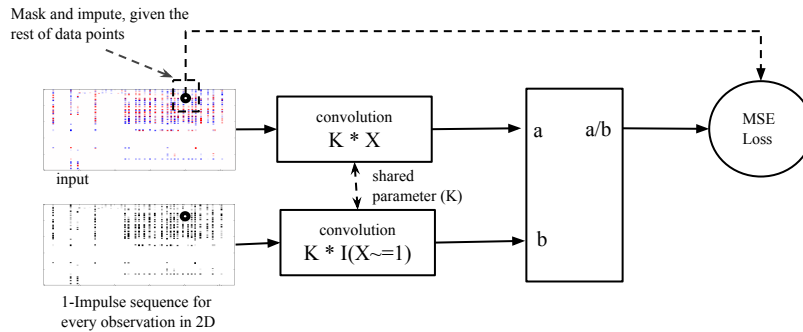 Mask and impute, given the
rest of data points
input
convolution
K * X
shared
parameter (K)
convolution
K * I(X~=1)
a
a/b
b
MSE
Loss
1-Impulse sequence for
every observation in 2D